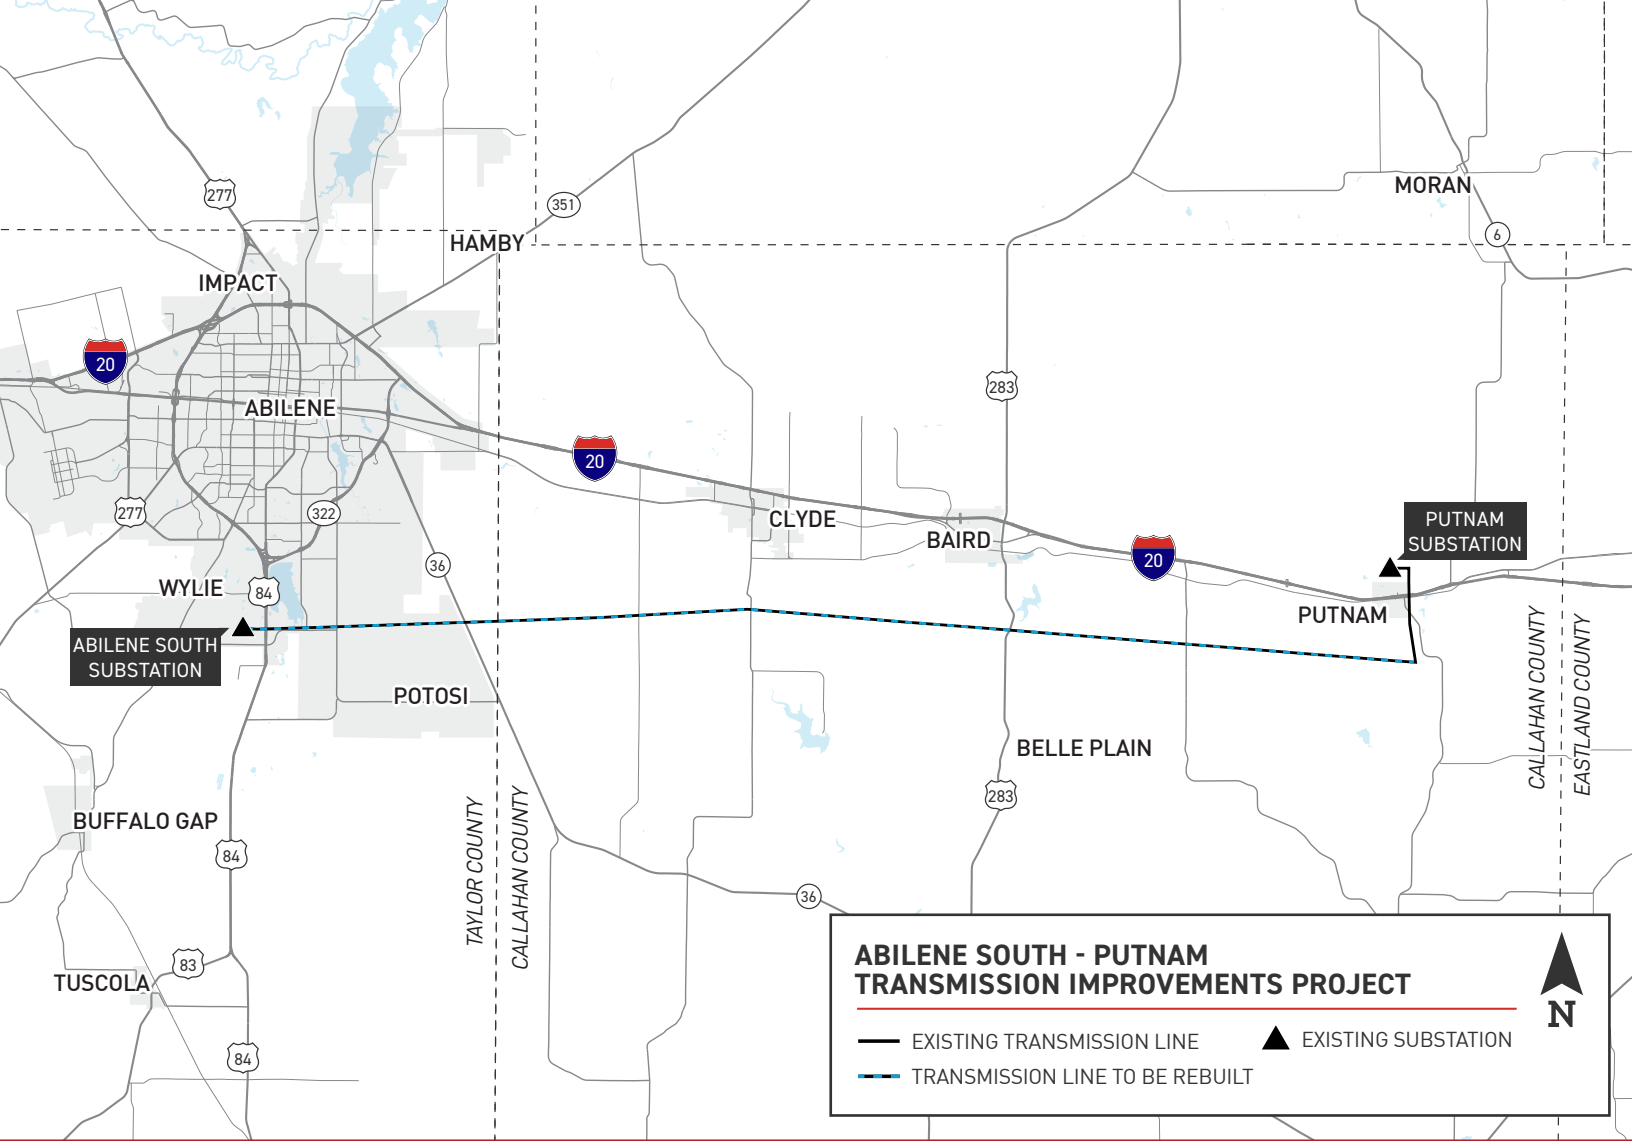 MORAN
277
351
6
HAMBY
IMPACT
20
283
ABILENE
20
277
322
CLYDE
BAIRD
PUTNAM
SUBSTATION
20
36
WYLIE
84
PUTNAM
ABILENE SOUTH
SUBSTATION
POTOSI
CALLAHAN COUNTY
EASTLAND COUNTY
BELLE PLAIN
283
BUFFALO GAP
84
TAYLOR COUNTY
CALLAHAN COUNTY
36
83
TUSCOLA
84
ABILENE SOUTH - PUTNAM
TRANSMISSION IMPROVEMENTS PROJECT
N
EXISTING TRANSMISSION LINE
EXISTING SUBSTATION
TRANSMISSION LINE TO BE REBUILT